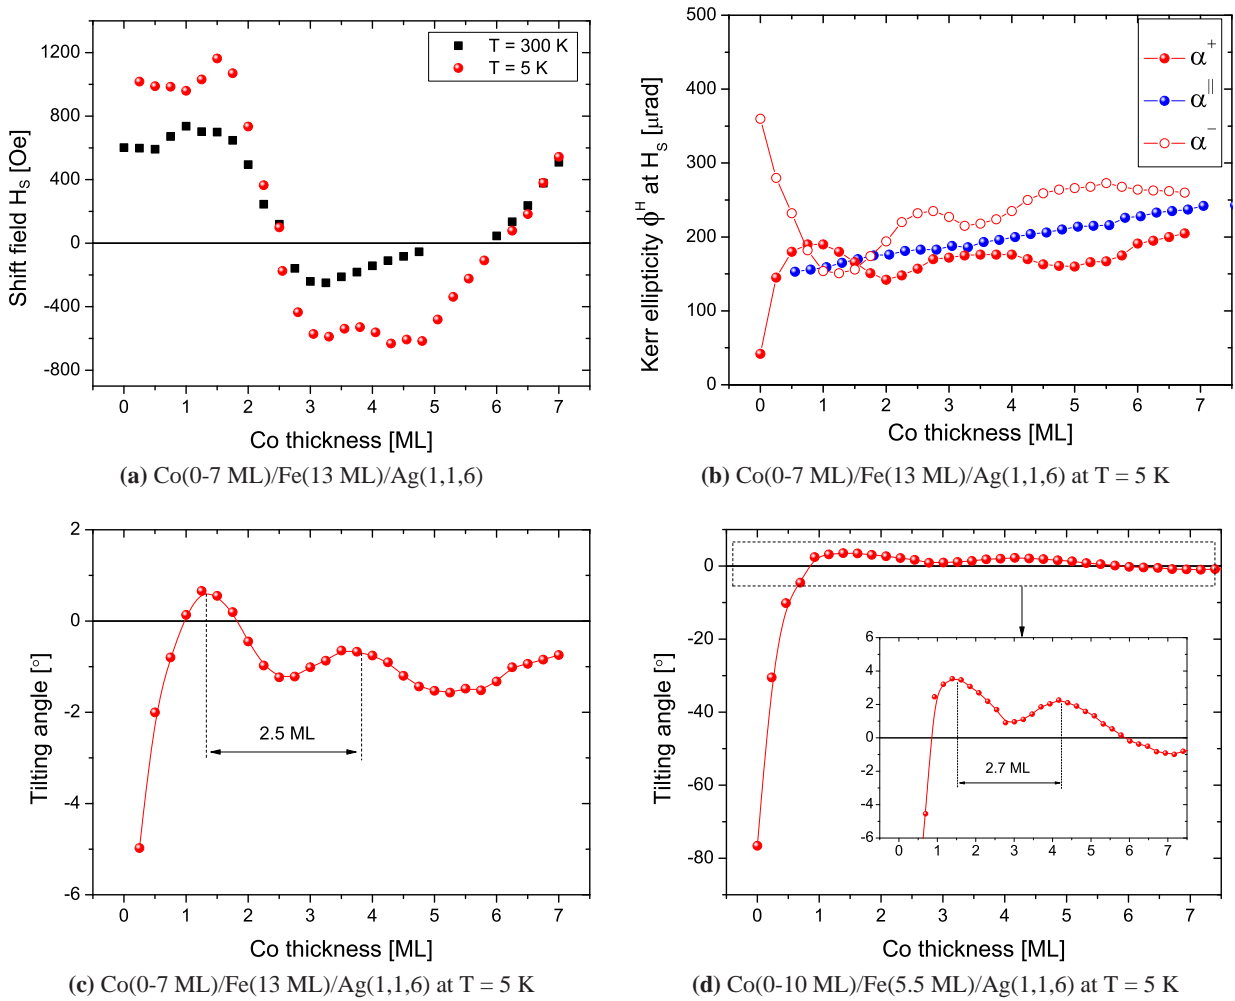 1200
800
400
0
-400
-800
Shift field H_S [Oe]
T = 300 K
T = 5 K
0 1 2 3 4 5 6 7
Co thickness [ML]
(a) Co(0-7 ML)/Fe(13 ML)/Ag(1,1,6)
500
400
300
200
100
0
Kerr ellipticity ϕ^H at H_S [μrad]
α^+
α^||
α^-
0 1 2 3 4 5 6 7
Co thickness [ML]
(b) Co(0-7 ML)/Fe(13 ML)/Ag(1,1,6) at T = 5 K
2
0
-2
-4
-6
Tilting angle [°]
2.5 ML
0 1 2 3 4 5 6 7
Co thickness [ML]
(c) Co(0-7 ML)/Fe(13 ML)/Ag(1,1,6) at T = 5 K
0
-20
-40
-60
-80
Tilting angle [°]
6
4
2
0
-2
-4
-6
2.7 ML
0 1 2 3 4 5 6 7
0 1 2 3 4 5 6 7
Co thickness [ML]
(d) Co(0-10 ML)/Fe(5.5 ML)/Ag(1,1,6) at T = 5 K